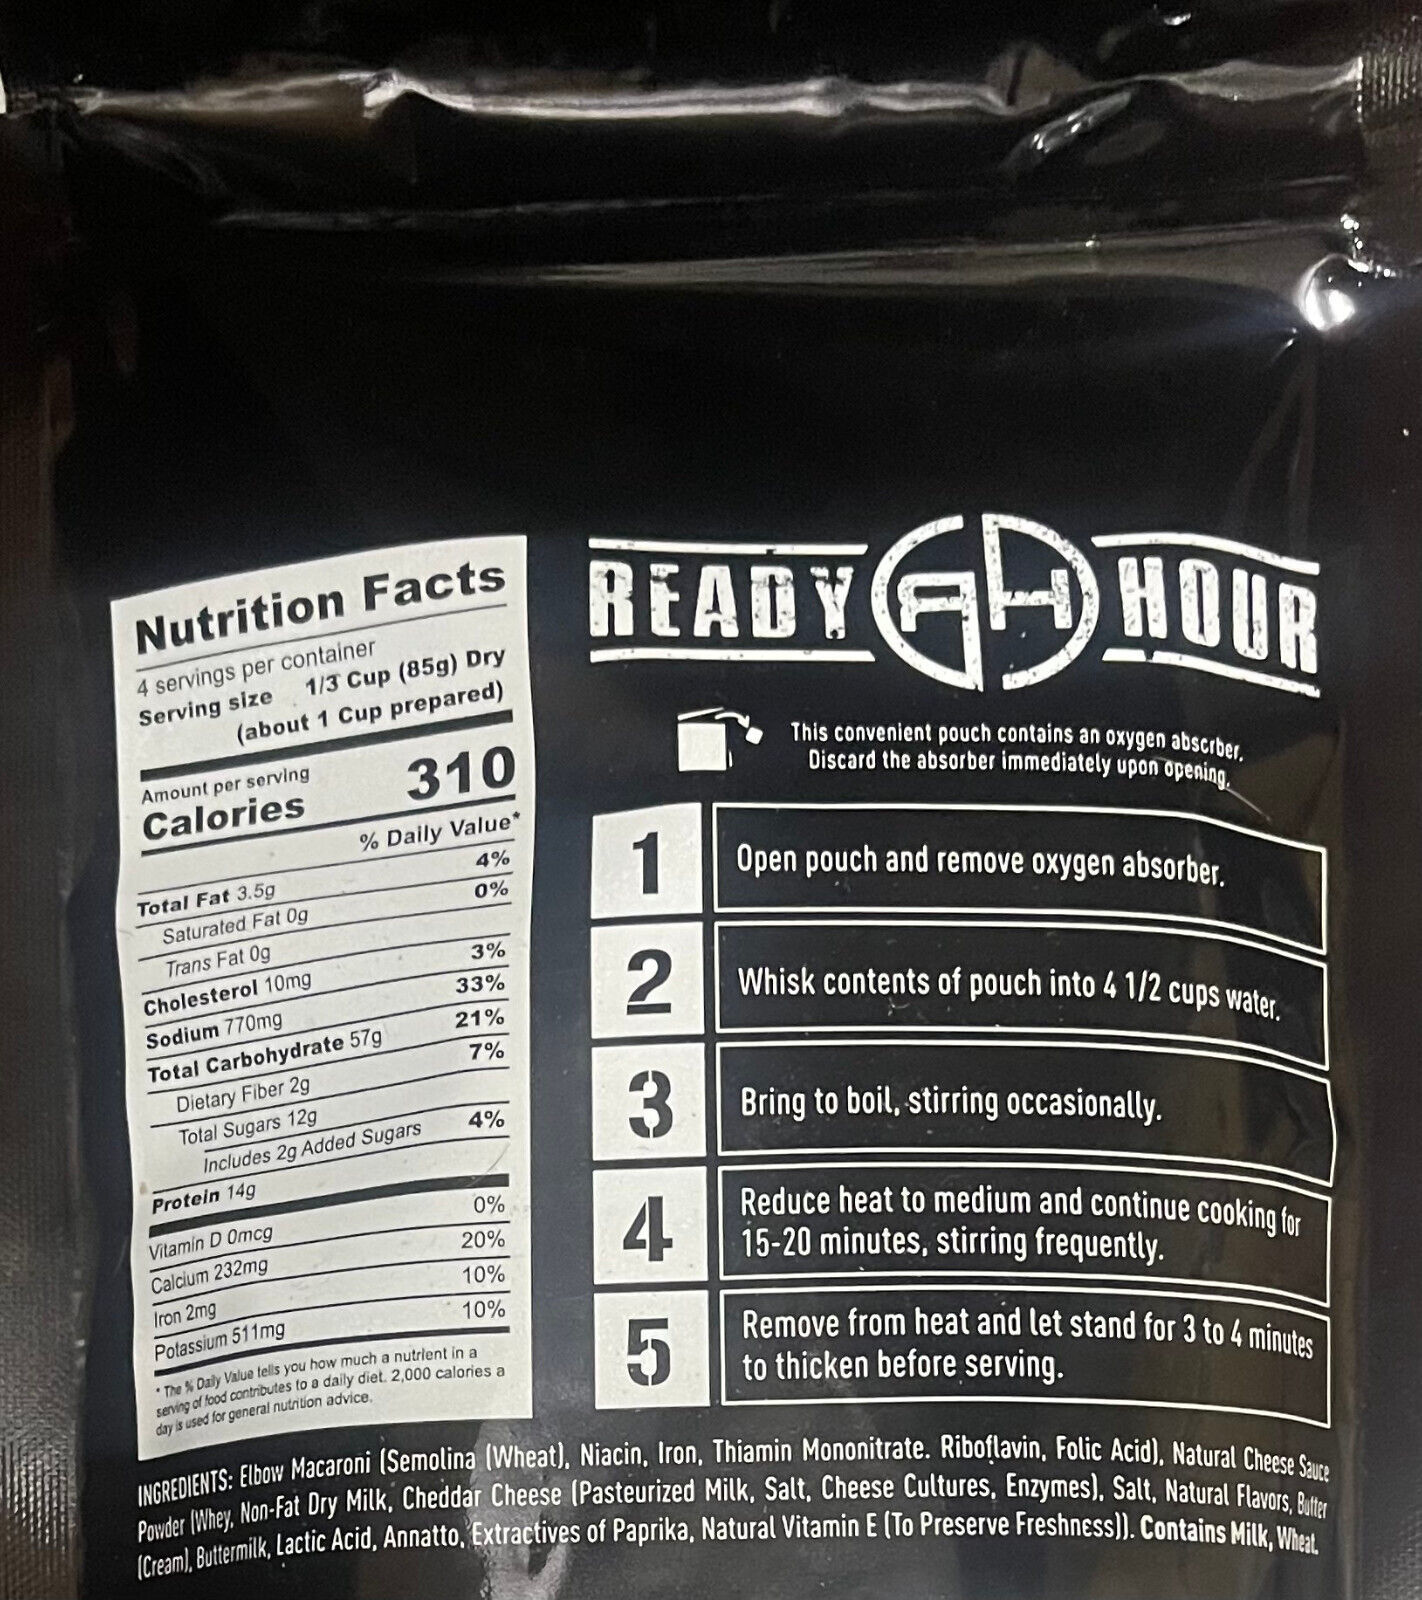 Nutrition Facts
4 servings per container
Serving size 1/3 Cup (85g) Dry
(about 1 Cup prepared)
Amount per serving
Calories 310
% Daily Value*
Total Fat 3.5g 4%
Saturated Fat 0g 0%
Trans Fat 0g
Cholesterol 10mg 3%
Sodium 770mg 33%
Total Carbohydrate 57g 21%
Dietary Fiber 2g 7%
Total Sugars 12g
Includes 2g Added Sugars 4%
Protein 14g
Vitamin D 0mcg 0%
Calcium 232mg 20%
Iron 2mg 10%
Potassium 511mg 10%
* The % Daily Value tells you how much a nutrient in a
serving of food contributes to a daily diet. 2,000 calories a
day is used for general nutrition advice.
READY RH HOUR
This convenient pouch contains an oxygen absorber.
Discard the absorber immediately upon opening.
1 Open pouch and remove oxygen absorber.
2 Whisk contents of pouch into 4 1/2 cups water.
3 Bring to boil, stirring occasionally.
4 Reduce heat to medium and continue cooking for
15-20 minutes, stirring frequently.
5 Remove from heat and let stand for 3 to 4 minutes
to thicken before serving.
INGREDIENTS: Elbow Macaroni (Semolina (Wheat), Niacin, Iron, Thiamin Mononitrate. Riboflavin, Folic Acid), Natural Cheese Sauce
Powder (Whey, Non-Fat Dry Milk, Cheddar Cheese (Pasteurized Milk, Salt, Cheese Cultures, Enzymes), Salt, Natural Flavors, Butter
(Cream), Buttermilk, Lactic Acid, Annatto, Extractives of Paprika, Natural Vitamin E (To Preserve Freshness)). Contains Milk, Wheat.